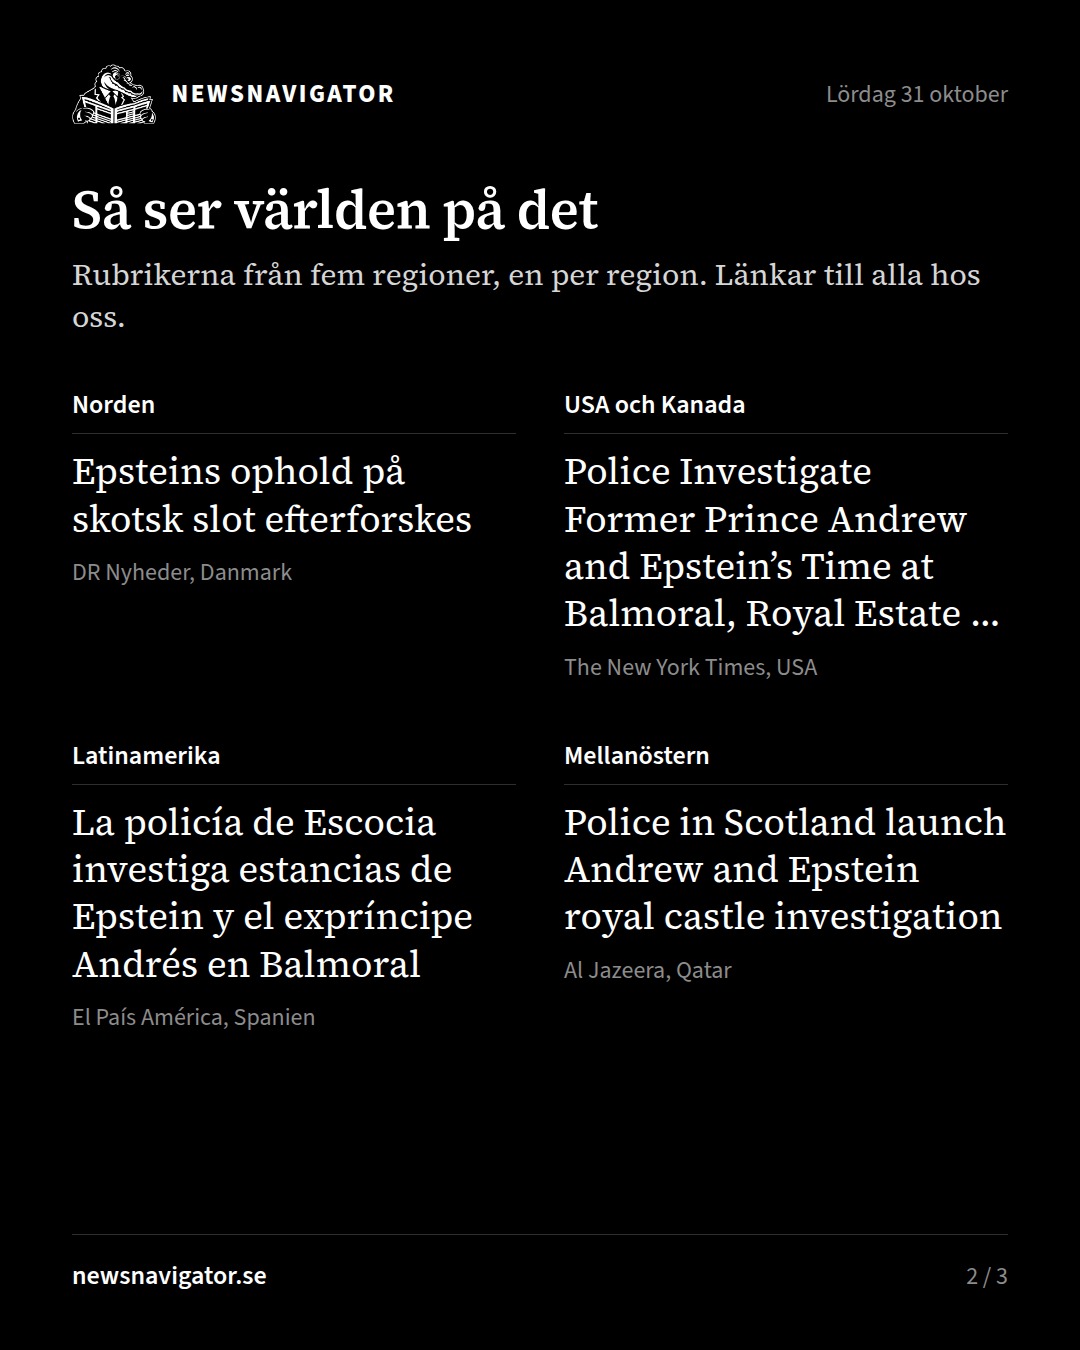 NEWSNAVIGATOR
Lördag 31 oktober
Så ser världen på det
Rubrikerna från fem regioner, en per region. Länkar till alla hos
oss.
Norden
Epsteins ophold på
skotsk slot efterforskes
DR Nyheder, Danmark
USA och Kanada
Police Investigate
Former Prince Andrew
and Epstein’s Time at
Balmoral, Royal Estate ...
The New York Times, USA
Latinamerika
La policía de Escocia
investiga estancias de
Epstein y el expríncipe
Andrés en Balmoral
El País América, Spanien
Mellanöstern
Police in Scotland launch
Andrew and Epstein
royal castle investigation
Al Jazeera, Qatar
newsnavigator.se
2 / 3